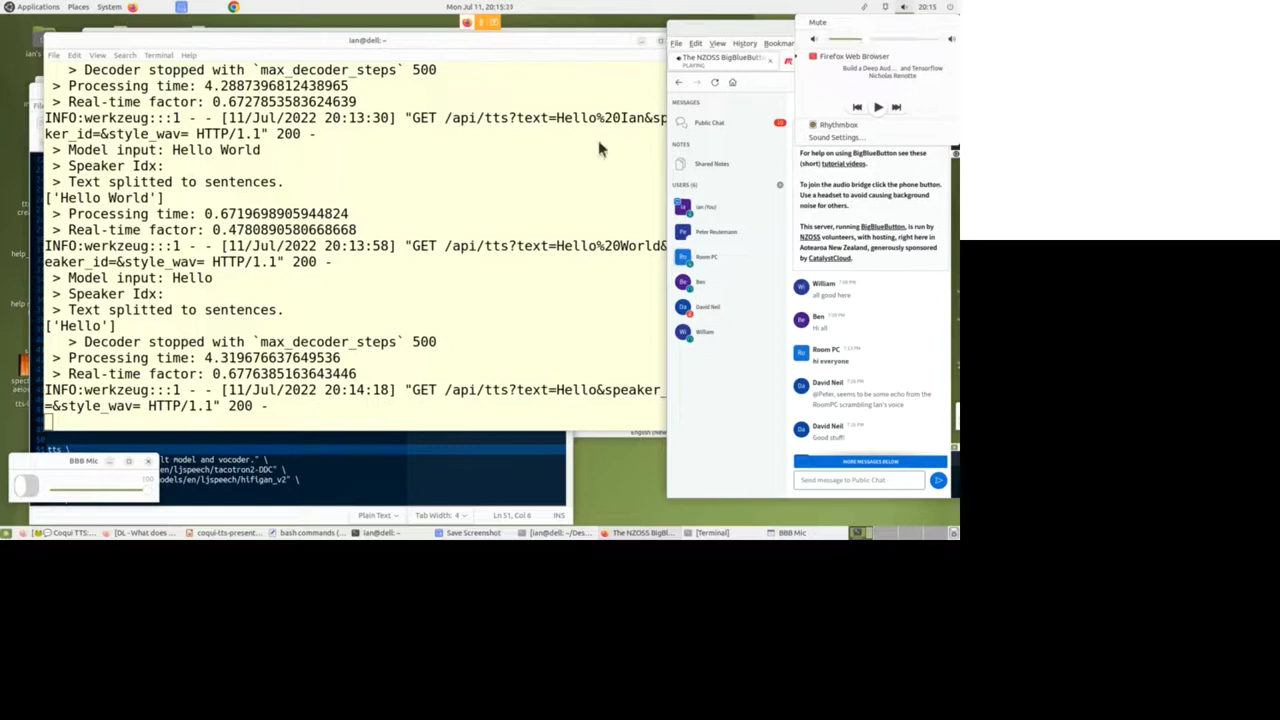 Applications Places System
Mon Jul 11, 20:15:33
20:15
ian@dell: ~
File Edit View Search Terminal Help
> Decoder stopped with `max_decoder_steps` 500
> Processing time: 4.2887396812438965
> Real-time factor: 0.6727853583624639
INFO:werkzeug:::1 - - [11/Jul/2022 20:13:30] "GET /api/tts?text=Hello%20Ian&sp
ker_id=&style_wav= HTTP/1.1" 200 -
> Model input: Hello World
> Speaker Idx:
> Text splitted to sentences.
['Hello World']
> Processing time: 0.6719698905944824
> Real-time factor: 0.4780890580668668
INFO:werkzeug:::1 - - [11/Jul/2022 20:13:58] "GET /api/tts?text=Hello%20World&
eaker_id=&style_wav= HTTP/1.1" 200 -
> Model input: Hello
> Speaker Idx:
> Text splitted to sentences.
['Hello']
> Decoder stopped with `max_decoder_steps` 500
> Processing time: 4.319676637649536
> Real-time factor: 0.6776385163643446
INFO:werkzeug:::1 - - [11/Jul/2022 20:14:18] "GET /api/tts?text=Hello&speaker_
=&style_wav= HTTP/1.1" 200 -
tts \
lt model and vocoder." \
en/ljspeech/tacotron2-DDC" \
odels/en/ljspeech/hifigan_v2" \
BBB Mic
100
Plain Text Tab Width: 4 Ln 51, Col 6 INS
File Edit View History Bookmar
The NZOSS BigBlueButt
PLAYING
MESSAGES
Public Chat
NOTES
Shared Notes
USERS (6)
Ian (You)
Peter Reutemann
Room PC
Ben
David Neil
William
Mute
Firefox Web Browser
Build a Deep Aud... and Tensorflow
Nicholas Renotte
Rhythmbox
Sound Settings...
For help on using BigBlueButton see these
(short) tutorial videos.
To join the audio bridge click the phone button.
Use a headset to avoid causing background
noise for others.
This server, running BigBlueButton, is run by
NZOSS volunteers, with hosting, right here in
Aotearoa New Zealand, generously sponsored
by CatalystCloud.
William
all good here
Ben
Hi all
Room PC
hi everyone
David Neil
@Peter, seems to be some echo from the
RoomPC scrambling Ian's voice
David Neil
Good stuff!
MORE MESSAGES BELOW
Send message to Public Chat
Coqui TTS: [DL - What does ... coqui-tts-present... bash commands (... ian@dell: ~ Save Screenshot [ian@dell: ~/Des... The NZOSS BigBl... [Terminal] BBB Mic